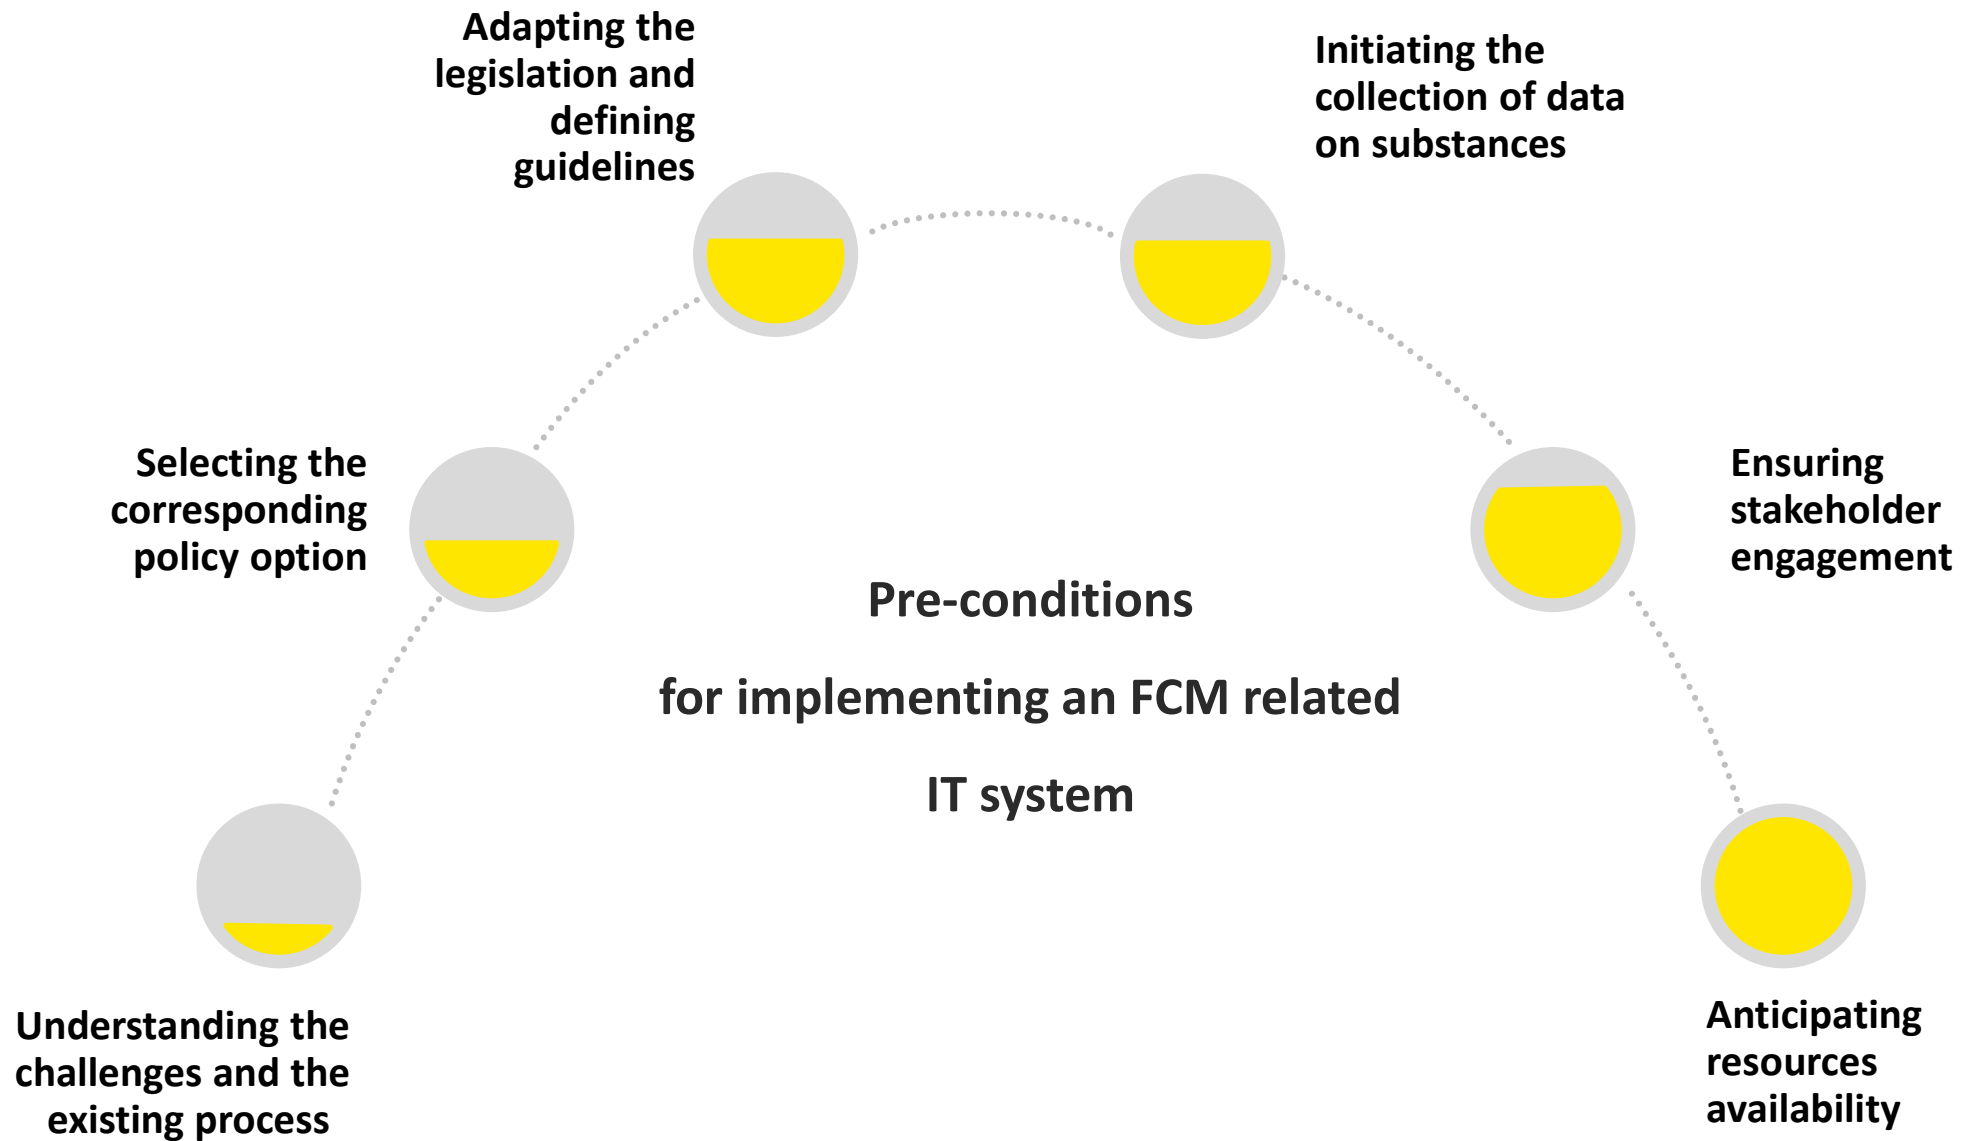 Adapting the
legislation and
defining
guidelines
Initiating the
collection of data
on substances
Selecting the
corresponding
policy option
Ensuring
stakeholder
engagement
Pre-conditions
for implementing an FCM related
IT system
Understanding the
challenges and the
existing process
Anticipating
resources
availability